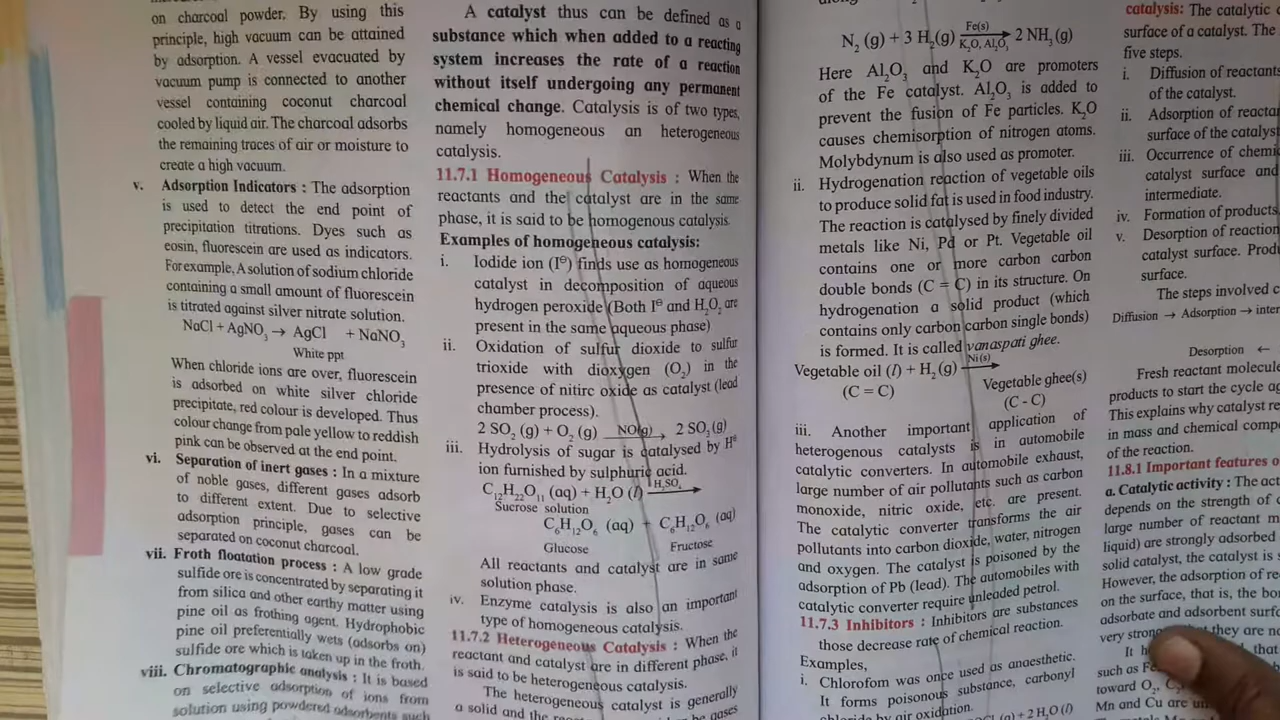 on charcoal powder. By using this
principle, high vacuum can be attained
by adsorption. A vessel evacuated by
vacuum pump is connected to another
vessel containing coconut charcoal
cooled by liquid air. The charcoal adsorbs
the remaining traces of air or moisture to
create a high vacuum.
v. Adsorption Indicators : The adsorption
is used to detect the end point of
precipitation titrations. Dyes such as
eosin, fluorescein are used as indicators.
For example, A solution of sodium chloride
containing a small amount of fluorescein
is titrated against silver nitrate solution.
NaCl + AgNO₃ → AgCl + NaNO₃
White ppt
When chloride ions are over, fluorescein
is adsorbed on white silver chloride
precipitate, red colour is developed. Thus
colour change from pale yellow to reddish
pink can be observed at the end point.
vi. Separation of inert gases : In a mixture
of noble gases, different gases adsorb
to different extent. Due to selective
adsorption principle, gases can be
separated on coconut charcoal.
vii. Froth floatation process : A low grade
sulfide ore is concentrated by separating it
from silica and other earthy matter using
pine oil as frothing agent. Hydrophobic
pine oil preferentially wets (adsorbs on)
sulfide ore which is taken up in the froth.
viii. Chromatographic analysis : It is based
on selective adsorption of ions from
solution using powdered adsorbents such
A catalyst thus can be defined as a
substance which when added to a reacting
system increases the rate of a reaction
without itself undergoing any permanent
chemical change. Catalysis is of two types,
namely homogeneous an heterogeneous
catalysis.
11.7.1 Homogeneous Catalysis : When the
reactants and the catalyst are in the same
phase, it is said to be homogenous catalysis.
Examples of homogeneous catalysis:
i. Iodide ion (I⊖) finds use as homogeneous
catalyst in decomposition of aqueous
hydrogen peroxide (Both I⊖ and H₂O₂ are
present in the same aqueous phase)
ii. Oxidation of sulfur dioxide to sulfur
trioxide with dioxygen (O₂) in the
presence of nitirc oxide as catalyst (lead
chamber process).
2 SO₂ (g) + O₂ (g) NO(g) → 2 SO₃ (g)
iii. Hydrolysis of sugar is catalysed by H⊕
ion furnished by sulphuric acid.
C₁₂H₂₂O₁₁ (aq) + H₂O (l) H₂SO₄ →
Sucrose solution
C₆H₁₂O₆ (aq) + C₆H₁₂O₆ (aq)
Glucose Fructose
All reactants and catalyst are in same
solution phase.
iv. Enzyme catalysis is also an important
type of homogenous catalysis.
11.7.2 Heterogeneous Catalysis : When the
reactant and catalyst are in different phase, it
is said to be heterogeneous catalysis.
The heterogeneous catalyst is generally
a solid and the be gases
along
N₂ (g) + 3 H₂(g) Fe(s) → K₂O, Al₂O₃ 2 NH₃ (g)
Here Al₂O₃ and K₂O are promoters
of the Fe catalyst. Al₂O₃ is added to
prevent the fusion of Fe particles. K₂O
causes chemisorption of nitrogen atoms.
Molybdynum is also used as promoter.
ii. Hydrogenation reaction of vegetable oils
to produce solid fat is used in food industry.
The reaction is catalysed by finely divided
metals like Ni, Pd or Pt. Vegetable oil
contains one or more carbon carbon
double bonds (C = C) in its structure. On
hydrogenation a solid product (which
contains only carbon carbon single bonds)
is formed. It is called vanaspati ghee.
Vegetable oil (l) + H₂ (g) Ni(s) →
(C = C) Vegetable ghee(s)
(C - C)
iii. Another important application of
heterogenous catalysts is in automobile
catalytic converters. In automobile exhaust,
large number of air pollutants such as carbon
monoxide, nitric oxide, etc. are present.
The catalytic converter transforms the air
pollutants into carbon dioxide, water, nitrogen
and oxygen. The catalyst is poisoned by the
adsorption of Pb (lead). The automobiles with
catalytic converter require unleaded petrol.
11.7.3 Inhibitors : Inhibitors are substances
those decrease rate of chemical reaction.
Examples,
i. Chlorofom was once used as anaesthetic.
It forms poisonous substance, carbonyl
by air oxidation.
+ 2 H₂O (l)
catalysis: The catalytic
surface of a catalyst. The
five steps.
i. Diffusion of reactants
of the catalyst.
ii. Adsorption of
surface of the catalyst
iii. Occurrence of
catalyst surface and
intermediate.
iv. Formation of products
v. Desorption of reaction
catalyst surface.
surface.
The steps involved
Diffusion → Adsorption →
Desorption ←
Fresh reactant
products to start the cycle
This explains why catalyst
in mass and chemical
of the reaction.
11.8.1 Important features
a. Catalytic activity : The
depends on the strength of
large number of reactant
liquid) are strongly adsorbed
solid catalyst, the catalyst is
However, the adsorption of
on the surface, that is, the
adsorbate and adsorbent
very they are
It that
such as
toward O₂,
Mn and Cu are